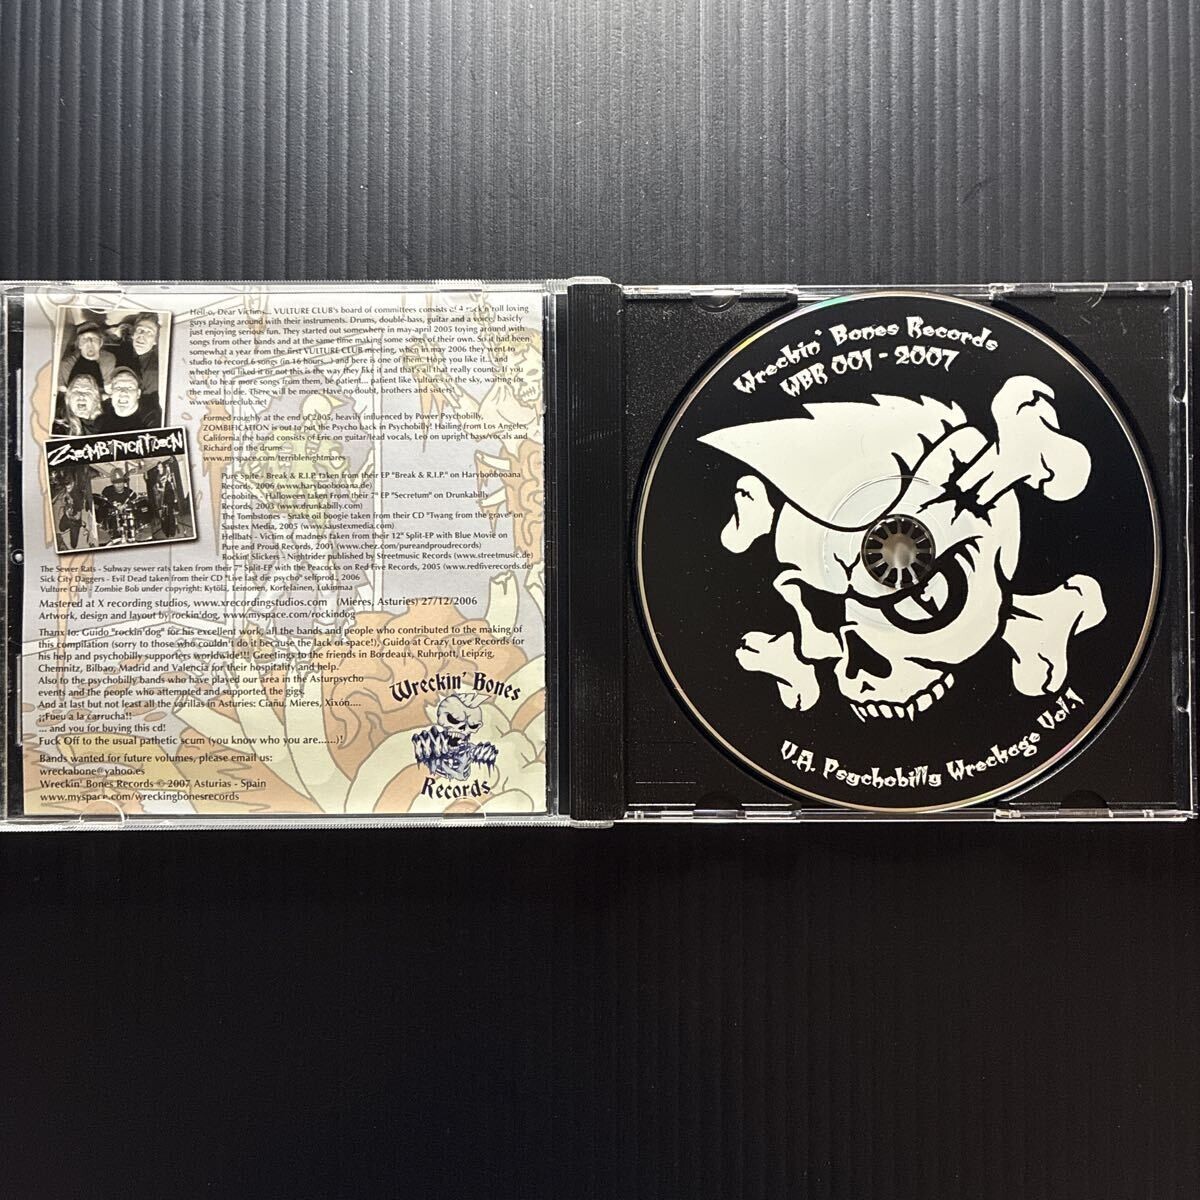 Hell-o, Dear Victims... VULTURE CLUB's board of committees consists of 4 rock'n'roll loving
guys playing around with their instruments. Drums, double-bass, guitar and a voice, basicly
just enjoying serious fun. They started out somewhere in may-april 2005 toying around with
songs from other bands and at the same time making some songs of their own. So it had been
somewhat a year from the first VULTURE CLUB meeting, then in may 2006 they went to
studio to record 6 songs (in 16 hours...) and here is one of them. Hope you like it... and
whether you liked it or not this is the way they like it and that's all that really counts. If you
want to hear more songs from them, be patient... patient like vultures in the sky, waiting for
the meal to die. There will be more. Have no doubt, brothers and sisters!
www.vultureclub.net
ZOMBIFICATION
Formed roughly at the end of 2005, heavily influenced by Power Psychobilly,
ZOMBIFICATION is out to put the Psycho back in Psychobilly! Hailing from Los Angeles,
California the band consists of Eric on guitar/lead vocals, Leo on upright bass/vocals and
Richard on the drums.
www.myspace.com/terriblenightmares
Pure Spite - Break & R.I.P. taken from their EP "Break & R.I.P." on Haryboohooana
Records, 2006 (www.harybooboana.de)
Cenobites - Halloween taken from their 7" EP "Secretum" on Drunkabilly
Records, 2003 (www.drunkabilly.com)
The Tombstones - Snake oil boogie taken from their CD "Twang from the grave" on
Saustex Media, 2005 (www.saustexmedia.com)
Hellbats - Victim of madness taken from their 12" Split-EP with Blue Movie on
Pure and Proud Records, 2001 (www.chez.com/pureandproudrecords)
Rockin' Slickers - Nightrider published by Streetmusic Records (www.streetmusic.de)
The Sewer Rats - Subway sewer rats taken from their 7" Split-EP with the Peacocks on Red Five Records, 2005 (www.redfiverecords.de)
Sick City Daggers - Evil Dead taken from their CD "Live last die psycho" selfprod., 2006
Vulture Club - Zombie Bob under copyright: Kytölä, Leinonen, Kortelainen, Lukinmaa
Mastered at X recording studios, www.xrecordingstudios.com (Mieres, Asturies) 27/12/2006
Artwork, design and layout by rockin'dog, www.myspace.com/rockindog
Thanx to: Guido "rockin'dog" for his excellent work, all the bands and people who contributed to the making of
this compilation (sorry to those who couldn't do it because the lack of space!), Guido at Crazy Love Records for
his help and psychobilly supporters worldwide!!! Greetings to the friends in Bordeaux, Ruhrpott, Leipzig,
Chemnitz, Bilbao, Madrid and Valencia for their hospitality and help.
Also to the psychobilly bands who have played our area in the Asturpsycho
events and the people who attempted and supported the gigs.
And at last but not least all the varillas in Asturies: Ciañu, Mieres, Xixón....
¡¡Fueu a la carrucha!!
... and you for buying this cd!
Fuck Off to the usual pathetic scum (you know who you are......)!
Bands wanted for future volumes, please email us:
wreckabone@yahoo.es
Wreckin' Bones Records © 2007 Asturias - Spain
www.myspace.com/wreckingbonesrecords
Wreckin' Bones
Records
Wreckin' Bones Records
WBR 001 - 2007
V.A. Psychobilly Wreckage Vol.1